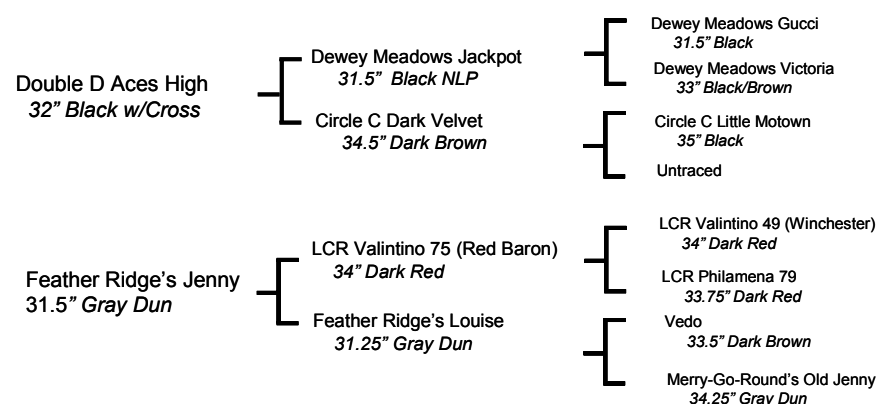 Dewey Meadows Gucci
31.5” Black
Dewey Meadows Jackpot
31.5” Black NLP
Dewey Meadows Victoria
33” Black/Brown
Double D Aces High
32” Black w/Cross
Circle C Dark Velvet
34.5” Dark Brown
Circle C Little Motown
35” Black
Untraced
LCR Valintino 49 (Winchester)
34” Dark Red
LCR Valintino 75 (Red Baron)
34” Dark Red
LCR Philamena 79
33.75” Dark Red
Feather Ridge’s Jenny
31.5” Gray Dun
Feather Ridge’s Louise
31.25” Gray Dun
Vedo
33.5” Dark Brown
Merry-Go-Round’s Old Jenny
34.25” Gray Dun